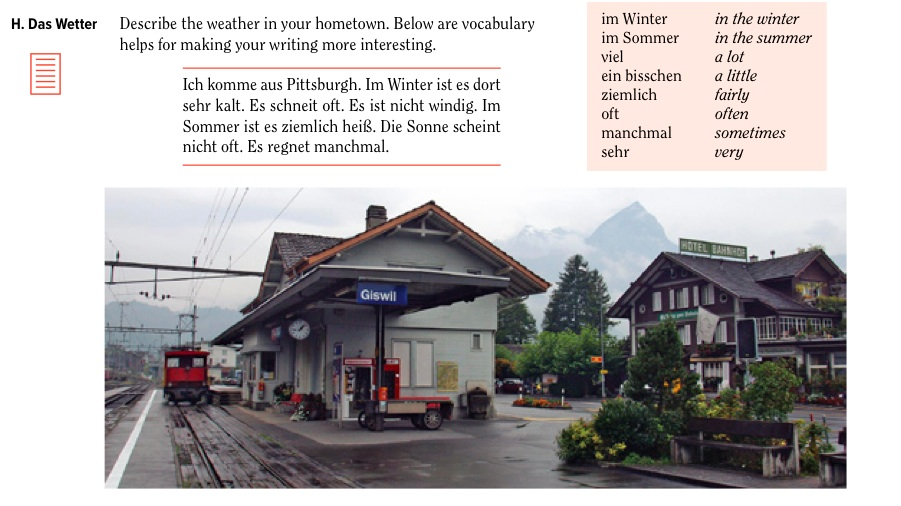 H. Das Wetter
Describe the weather in your hometown. Below are vocabulary
helps for making your writing more interesting.
Ich komme aus Pittsburgh. Im Winter ist es dort
sehr kalt. Es schneit oft. Es ist nicht windig. Im
Sommer ist es ziemlich heiß. Die Sonne scheint
nicht oft. Es regnet manchmal.
im Winter in the winter
im Sommer in the summer
viel a lot
ein bisschen a little
ziemlich fairly
oft often
manchmal sometimes
sehr very
Giswil
HOTEL BAHNHOF